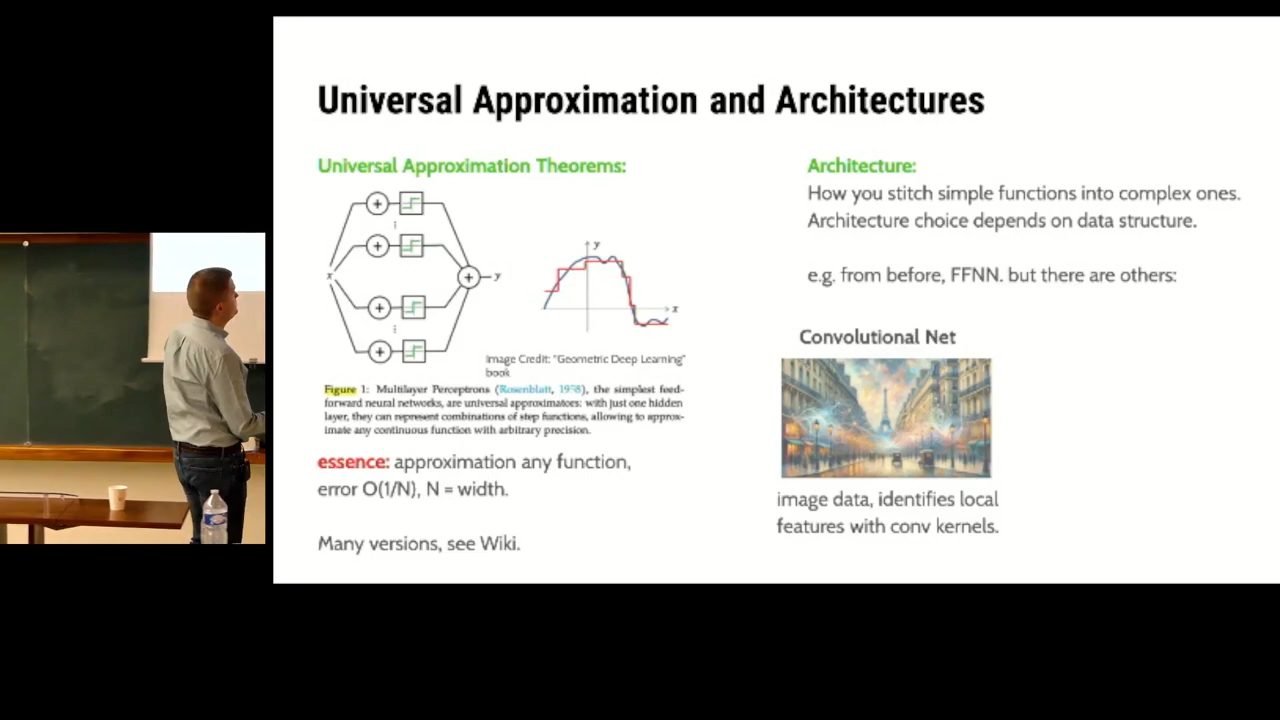 Universal Approximation and Architectures
Universal Approximation Theorems:
x
y
y
x
Image Credit: "Geometric Deep Learning"
book
Figure 1: Multilayer Perceptrons (Rosenblatt, 1958), the simplest feed-
forward neural networks, are universal approximators: with just one hidden
layer, they can represent combinations of step functions, allowing to approx-
imate any continuous function with arbitrary precision.
essence: approximation any function,
error O(1/N), N = width.
Many versions, see Wiki.
Architecture:
How you stitch simple functions into complex ones.
Architecture choice depends on data structure.
e.g. from before, FFNN. but there are others:
Convolutional Net
image data, identifies local
features with conv kernels.